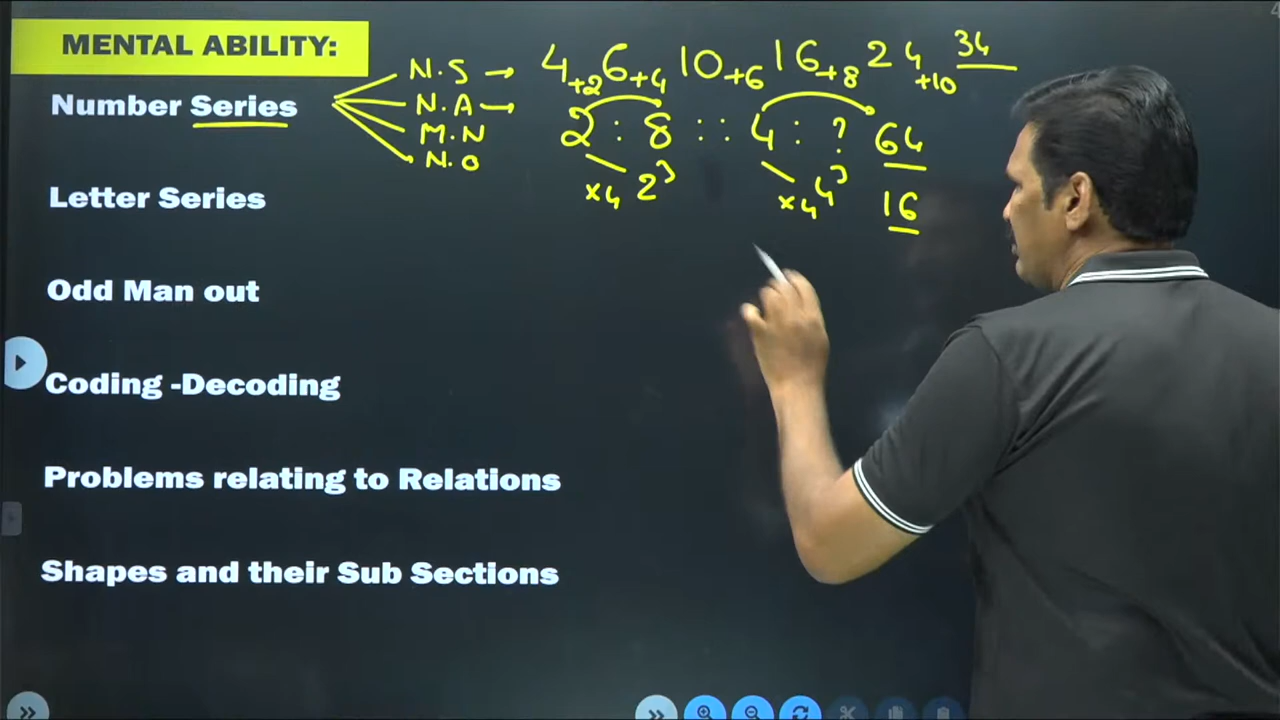 MENTAL ABILITY:
N.S → 4 +2 6 +4 10 +6 16 +8 24 +10 34
Number Series
N.A → 2 : 8 :: 4 : ? 64
M.N
N.O
×4 2³ ×4 4³ 16
Letter Series
Odd Man out
Coding -Decoding
Problems relating to Relations
Shapes and their Sub Sections